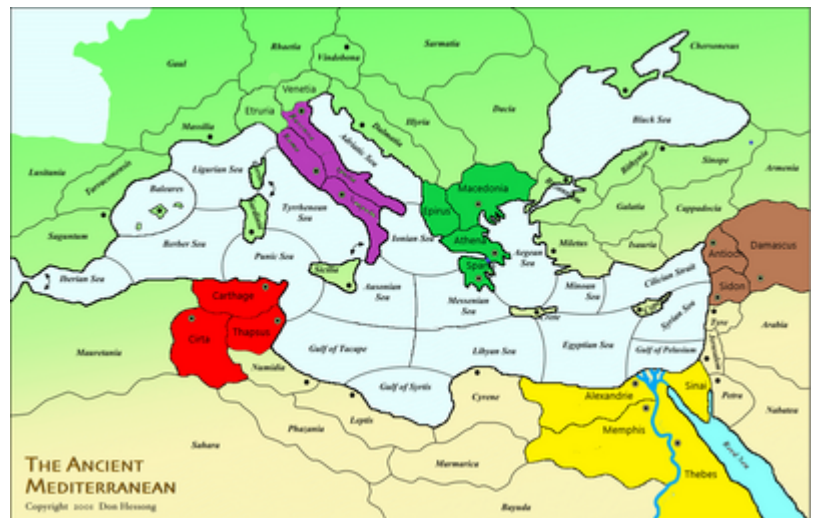 Sarmatia
Chersonesus
Rhaetia
Vindobona
Gaul
Venetia
Dacia
Etruria
Illyria
Black Sea
Massilia
Dalmatia
Adriatic Sea
Bithynia
Sinope
Lusitania
Ligurian Sea
Armenia
Tarraconensis
Macedonia
Baleares
Tyrrhenean
Sea
Epirus
Galatia
Cappadocia
Saguntum
Ionian Sea
Athena
Aegean
Sea
Miletus
Isauria
Damascus
Berber Sea
Punic Sea
Sicilia
Spart
Antioch
Iberian Sea
Cilician Strait
Carthage
Ausonian
Sea
Messenian
Sea
Minoan
Sea
Sidon
Crete
Syrian Sea
Tyre
Arabia
Cirta
Thapsus
Mauretania
Gulf of Tacape
Libyan Sea
Egyptian Sea
Gulf of Pelusium
Numidia
Gulf of Syrtis
Cyrene
Alexandrie
Sinai
Petra
Nabatea
Leptis
Phazania
Memphis
Sahara
Red Sea
Marmarica
Thebes
THE ANCIENT
MEDITERRANEAN
Bayuda
Copyright 2001 Don Hessong